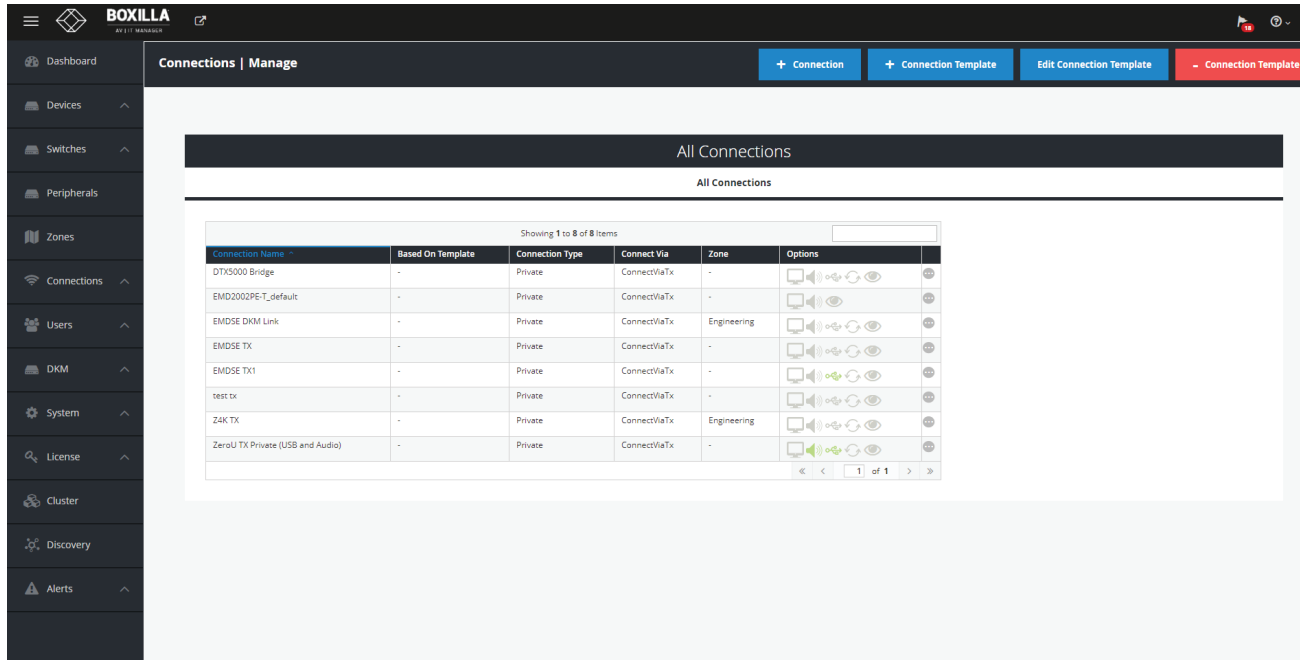 BOXILLA
AV | IT MANAGER
18
Dashboard
Devices
Switches
Peripherals
Zones
Connections
Users
DKM
System
License
Cluster
Discovery
Alerts
Connections | Manage
+ Connection
+ Connection Template
Edit Connection Template
- Connection Template
All Connections
All Connections
Showing 1 to 8 of 8 Items
Connection Name Based On Template Connection Type Connect Via Zone Options
DTX5000 Bridge - Private ConnectViaTx -
EMD2002PE-T_default - Private ConnectViaTx -
EMDSE DKM Link - Private ConnectViaTx Engineering
EMDSE TX - Private ConnectViaTx -
EMDSE TX1 - Private ConnectViaTx -
test tx - Private ConnectViaTx -
Z4K TX - Private ConnectViaTx Engineering
ZeroU TX Private (USB and Audio) - Private ConnectViaTx -
« < 1 of 1 > »